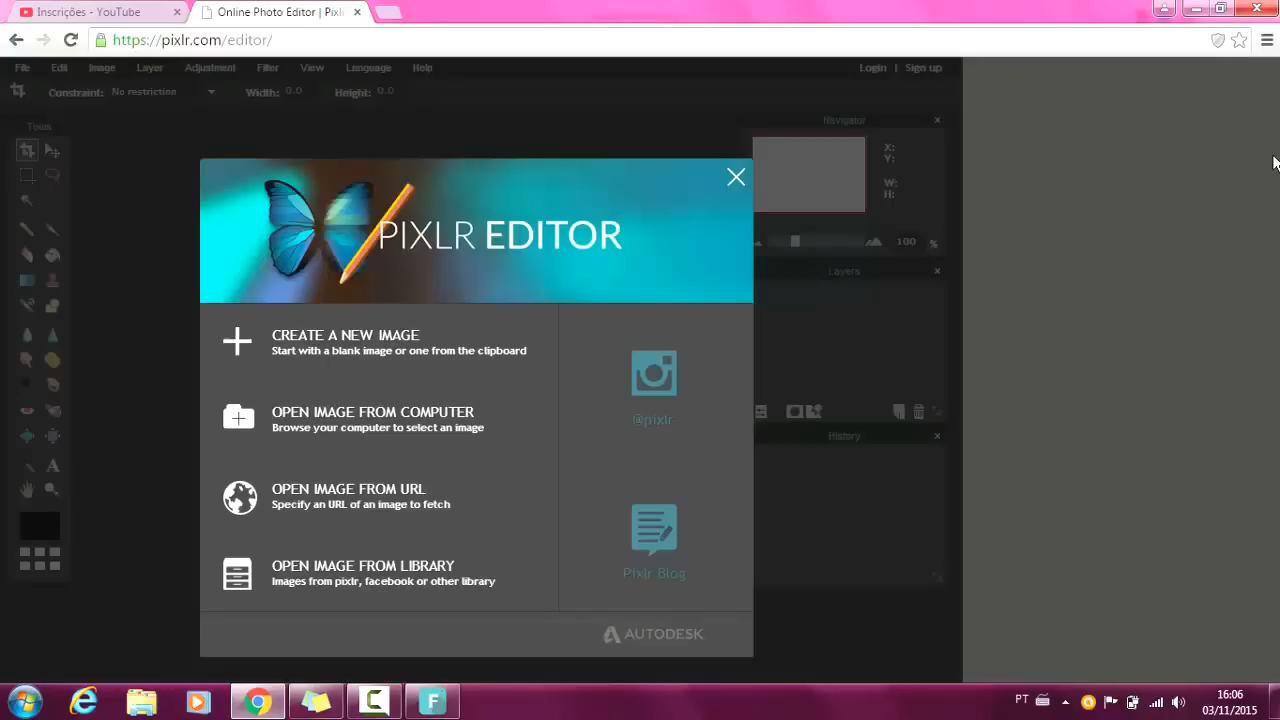 Inscrições - YouTube
Online Photo Editor | Pixlr
https://pixlr.com/editor/
File Edit Image Layer Adjustment Filter View Language Help
Login Sign up
Constraint: No restriction Width: 0.0 Height: 0.0
Tools
Navigator
X:
Y:
W:
H:
100 %
Layers
History
PIXLR EDITOR
CREATE A NEW IMAGE
Start with a blank image or one from the clipboard
OPEN IMAGE FROM COMPUTER
Browse your computer to select an image
OPEN IMAGE FROM URL
Specify an URL of an image to fetch
OPEN IMAGE FROM LIBRARY
Images from pixlr, facebook or other library
@pixlr
Pixlr Blog
AUTODESK
PT
16:06
03/11/2015